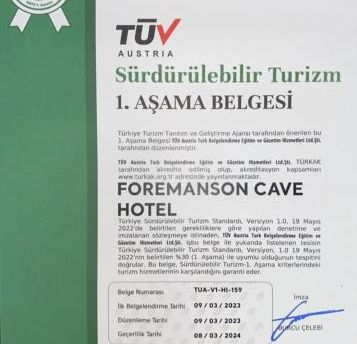 TÜV
AUSTRIA
Sürdürülebilir Turizm
1. AŞAMA BELGESİ
Türkiye Turizm Tanıtım ve Geliştirme Ajansı tarafından önerilen bu
1. Aşama Belgesi TÜV Austria Turk Belgelendirme Eğitim ve Gözetim Hizmetleri Ltd.Şti.
tarafından düzenlenmiştir.
TÜV Austria Turk Belgelendirme Eğitim ve Gözetim Hizmetleri Ltd.Şti. TÜRKAK
tarafından akredite edilmiş olup, akreditasyon kapsamları
www.turkak.org.tr adresinde yayınlanmaktadır.
FOREMANSON CAVE
HOTEL
Türkiye Sürdürülebilir Turizm Standardı, Versiyon 1.0, 19 Mayıs
2022'de belirtilen gerekliliklere göre yapılan denetime ve
imzalanan sözleşmeye istinaden, TÜV Austria Turk Belgelendirme Eğitim ve
Gözetim Hizmetleri Ltd.Şti. işbu belge ile yukarıda listelenen tesisin
Türkiye Sürdürülebilir Turizm Standardı, Versiyon 1.0, 19 Mayıs
2022'nin belirtilen %30 (1. Aşama) ile uyumlu olduğunun tespitini
doğrular. Bu belge, Sürdürülebilir Turizm-1. Aşama kriterlerindeki
turizm hizmetlerinin karşılandığını garanti eder.
Belge Numarası TUA-V1-HI-159
İlk Belgelendirme Tarihi 09 / 03 / 2023
Düzenleme Tarihi 09 / 03 / 2023
Geçerlilik Tarihi 08 / 03 / 2024
İmza
BURCU ÇELEBİ